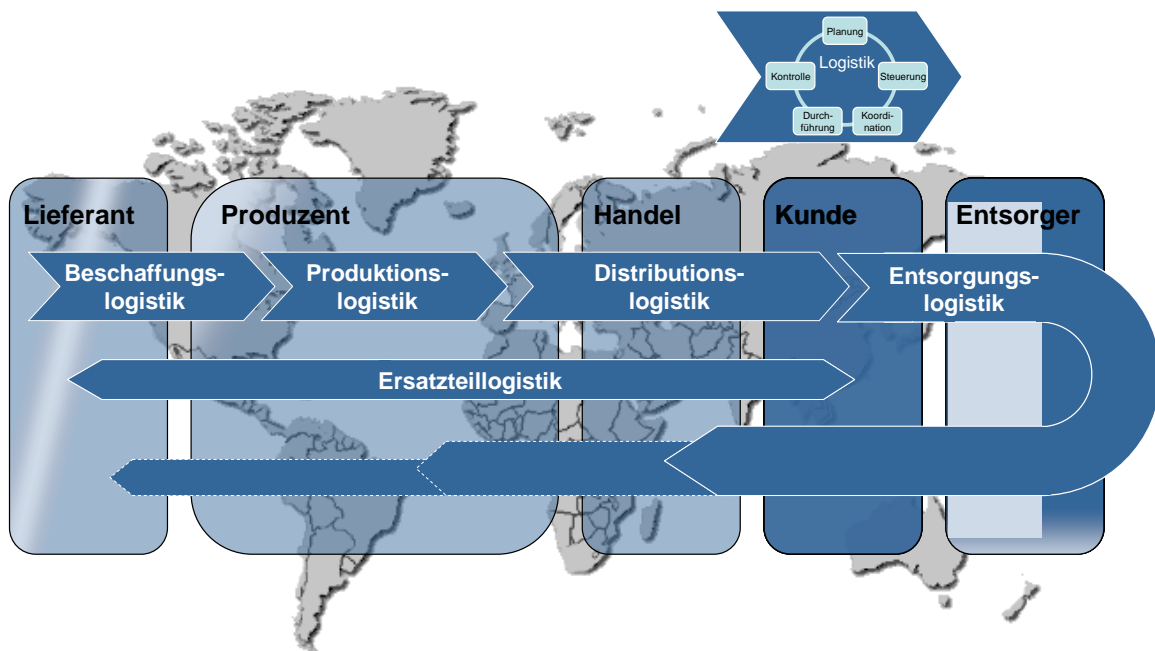 Planung
Logistik
Kontrolle
Steuerung
Durch-
führung
Koordi-
nation
Lieferant
Produzent
Handel
Kunde
Entsorger
Beschaffungs-
logistik
Produktions-
logistik
Distributions-
logistik
Entsorgungs-
logistik
Ersatzteillogistik